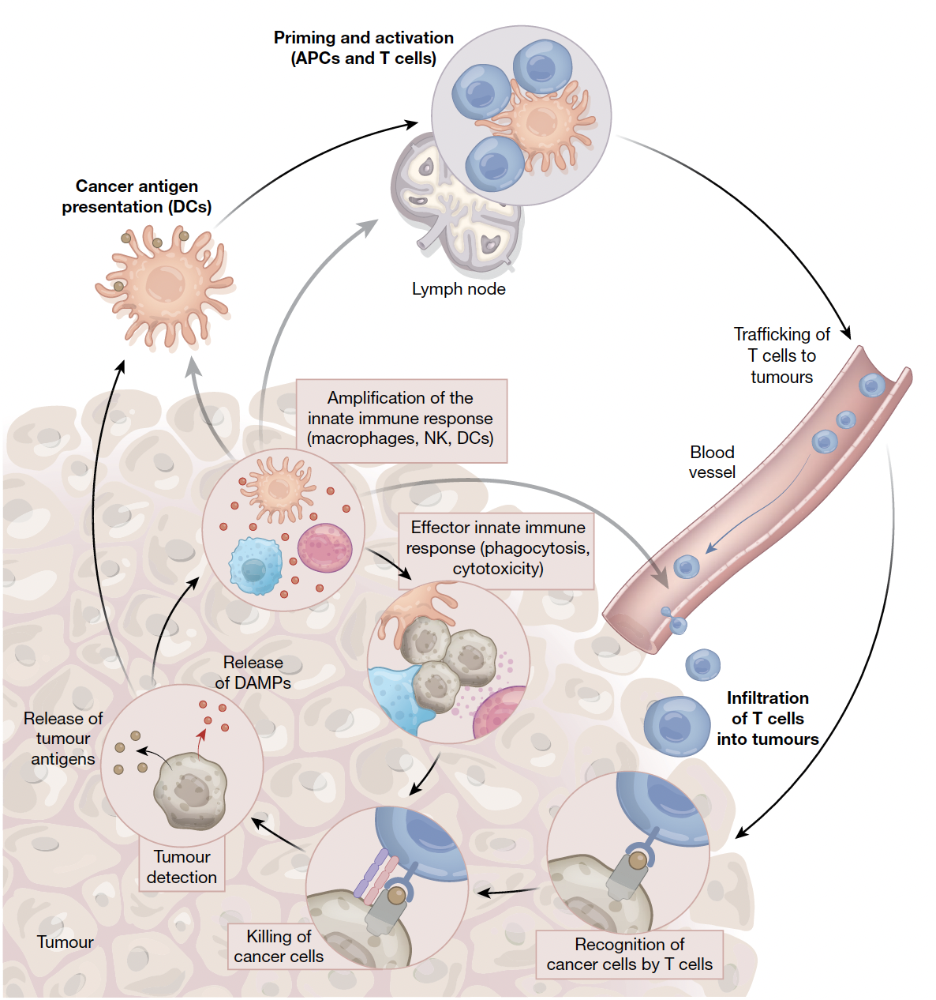 Priming and activation
(APCs and T cells)
Cancer antigen
presentation (DCs)
Lymph node
Trafficking of
T cells to
tumours
Amplification of the
innate immune response
(macrophages, NK, DCs)
Blood
vessel
Effector innate immune
response (phagocytosis,
cytotoxicity)
Release
of DAMPs
Release of
tumour
antigens
Infiltration
of T cells
into tumours
Tumour
detection
Tumour
Killing of
cancer cells
Recognition of
cancer cells by T cells